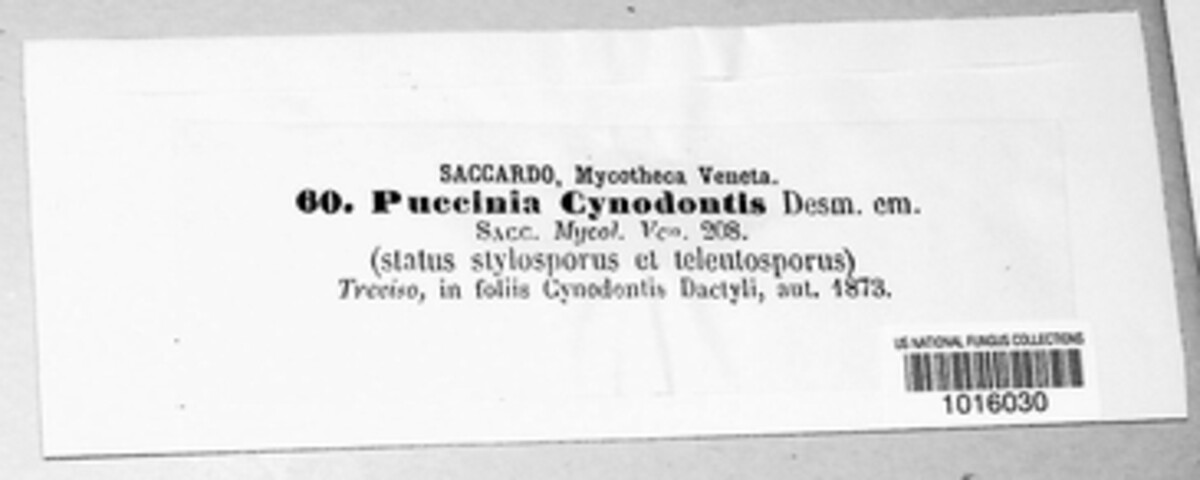 SACCARDO, Mycotheca Veneta.
60. Puccinia Cynodontis Desm. em.
SACC. Mycol. Ven. 208.
(status stylosporus et teleutosporus)
Treviso, in foliis Cynodontis Dactyli, aut. 1873.
US NATIONAL FUNGUS COLLECTIONS
1016030